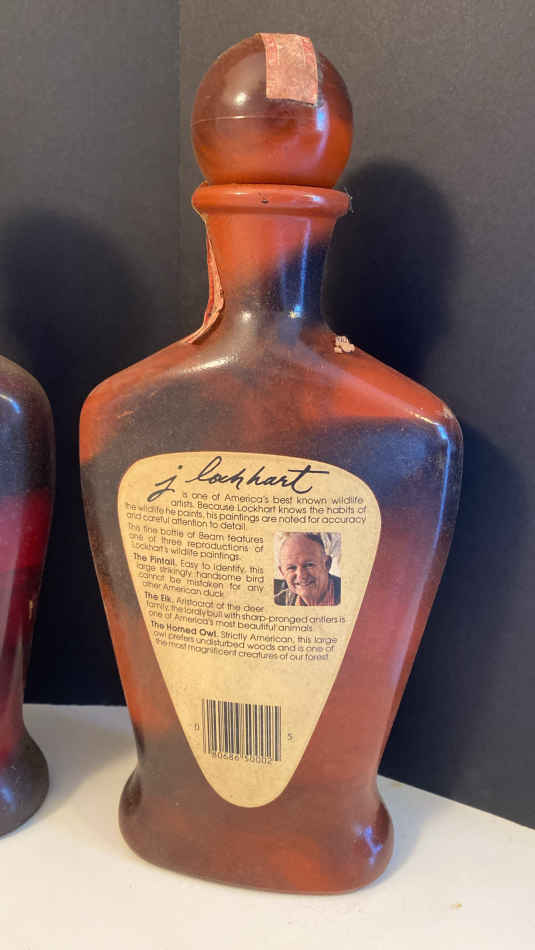 j lockhart
is one of America's best known wildlife
artists. Because Lockhart knows the habits of
the wildlife he paints, his paintings are noted for accuracy
and careful attention to detail.
This fine bottle of Beam features
one of three reproductions of
Lockhart's wildlife paintings.
The Pintail. Easy to identify, this
large strikingly handsome bird
cannot be mistaken for any
other American duck.
The Elk. Aristocrat of the deer
family, the lordly bull with sharp-pronged antlers is
one of America's most beautiful animals.
The Horned Owl. Strictly American, this large
owl prefers undisturbed woods and is one of
the most magnificent creatures of our forest.
0 80686 50002 5